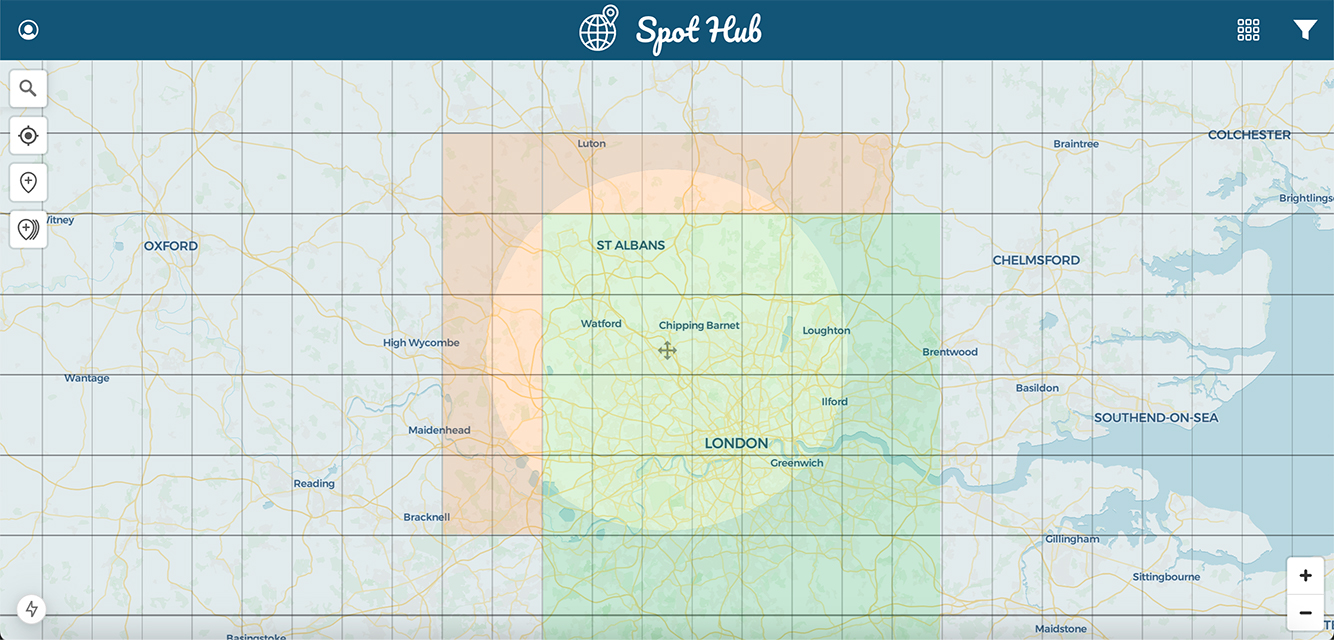 Spot Hub
Luton
Braintree
COLCHESTER
Brightlings
OXFORD
ST ALBANS
CHELMSFORD
Watford
Chipping Barnet
Loughton
High Wycombe
Brentwood
Wantage
Basildon
Ilford
SOUTHEND-ON-SEA
Maidenhead
LONDON
Greenwich
Reading
Bracknell
Gillingham
Sittingbourne
Maidstone
Basingstoke